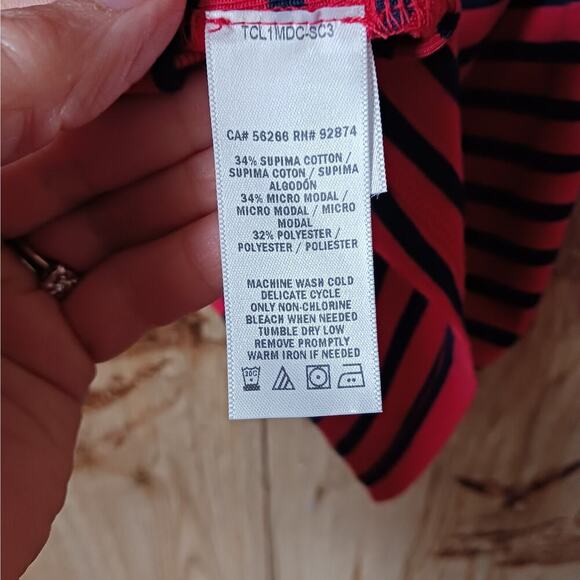 TCL1MDC-SC3
CA# 56266 RN# 92874
34% SUPIMA COTTON /
SUPIMA COTON / SUPIMA
ALGODÓN
34% MICRO MODAL /
MICRO MODAL / MICRO
MODAL
32% POLYESTER /
POLYESTER / POLIESTER
MACHINE WASH COLD
DELICATE CYCLE
ONLY NON-CHLORINE
BLEACH WHEN NEEDED
TUMBLE DRY LOW
REMOVE PROMPTLY
WARM IRON IF NEEDED
30C